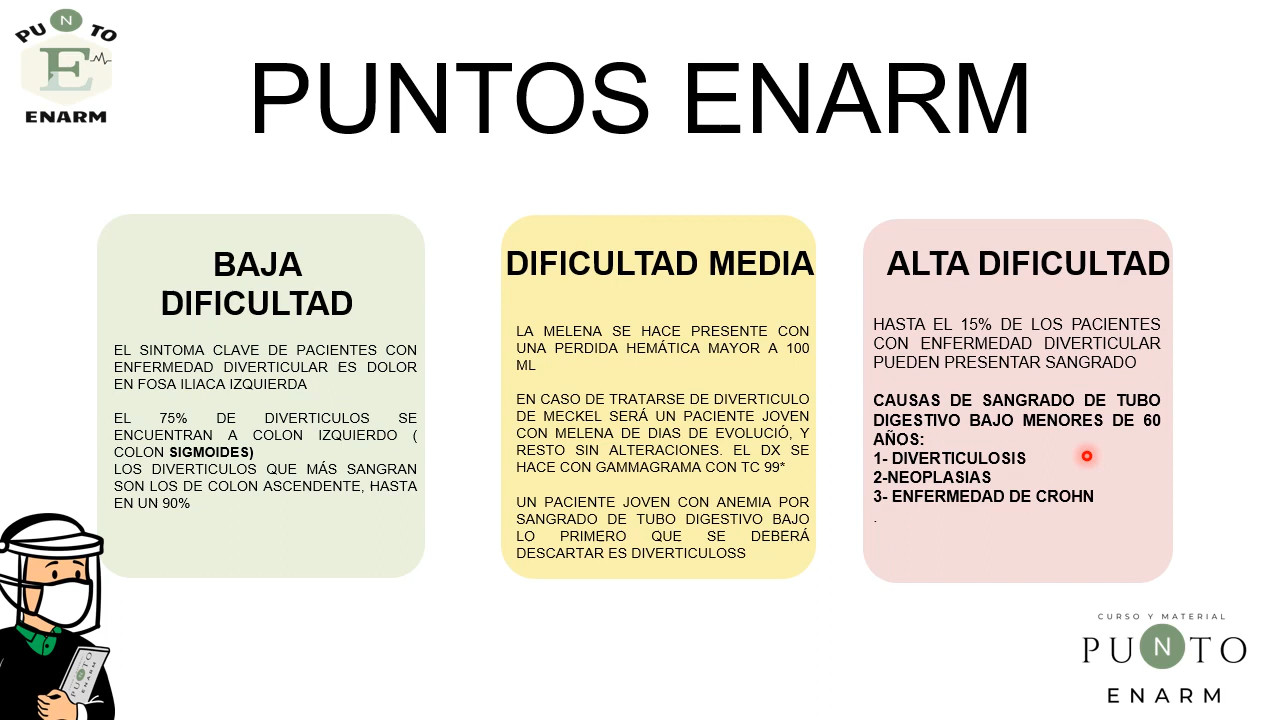 PUNTO
E
ENARM
PUNTOS ENARM
BAJA
DIFICULTAD
EL SINTOMA CLAVE DE PACIENTES CON
ENFERMEDAD DIVERTICULAR ES DOLOR
EN FOSA ILIACA IZQUIERDA
EL 75% DE DIVERTICULOS SE
ENCUENTRAN A COLON IZQUIERDO (
COLON SIGMOIDES)
LOS DIVERTICULOS QUE MÁS SANGRAN
SON LOS DE COLON ASCENDENTE, HASTA
EN UN 90%
DIFICULTAD MEDIA
LA MELENA SE HACE PRESENTE CON
UNA PERDIDA HEMÁTICA MAYOR A 100
ML
EN CASO DE TRATARSE DE DIVERTICULO
DE MECKEL SERÁ UN PACIENTE JOVEN
CON MELENA DE DIAS DE EVOLUCIÓ, Y
RESTO SIN ALTERACIONES. EL DX SE
HACE CON GAMMAGRAMA CON TC 99*
UN PACIENTE JOVEN CON ANEMIA POR
SANGRADO DE TUBO DIGESTIVO BAJO
LO PRIMERO QUE SE DEBERÁ
DESCARTAR ES DIVERTICULOSS
ALTA DIFICULTAD
HASTA EL 15% DE LOS PACIENTES
CON ENFERMEDAD DIVERTICULAR
PUEDEN PRESENTAR SANGRADO
CAUSAS DE SANGRADO DE TUBO
DIGESTIVO BAJO MENORES DE 60
AÑOS:
1- DIVERTICULOSIS
2-NEOPLASIAS
3- ENFERMEDAD DE CROHN
.
PUNTO
ENARM
CURSO Y MATERIAL
PUNTO
ENARM